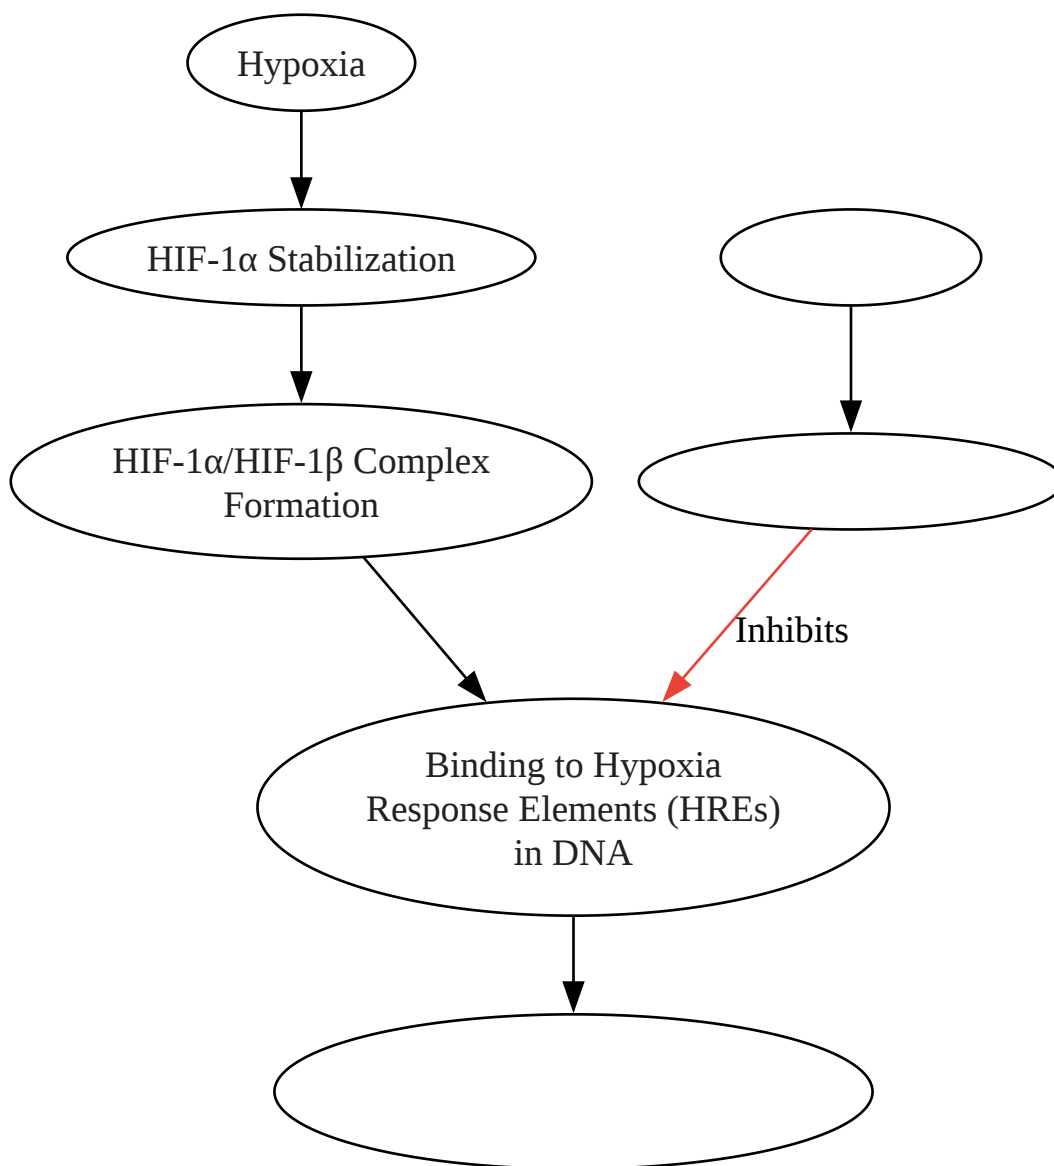 Hypoxia
HIF-1α Stabilization
HIF-1α/HIF-1β Complex
Formation
Inhibits
Binding to Hypoxia
Response Elements (HREs)
in DNA